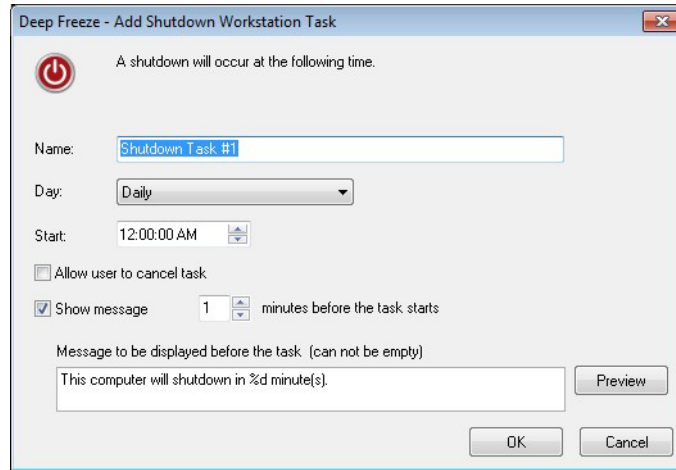 Deep Freeze - Add Shutdown Workstation Task
A shutdown will occur at the following time.
Name: Shutdown Task #1
Day: Daily
Start: 12:00:00 AM
Allow user to cancel task
Show message 1 minutes before the task starts
Message to be displayed before the task (can not be empty)
This computer will shutdown in %d minute(s).
Preview
OK Cancel